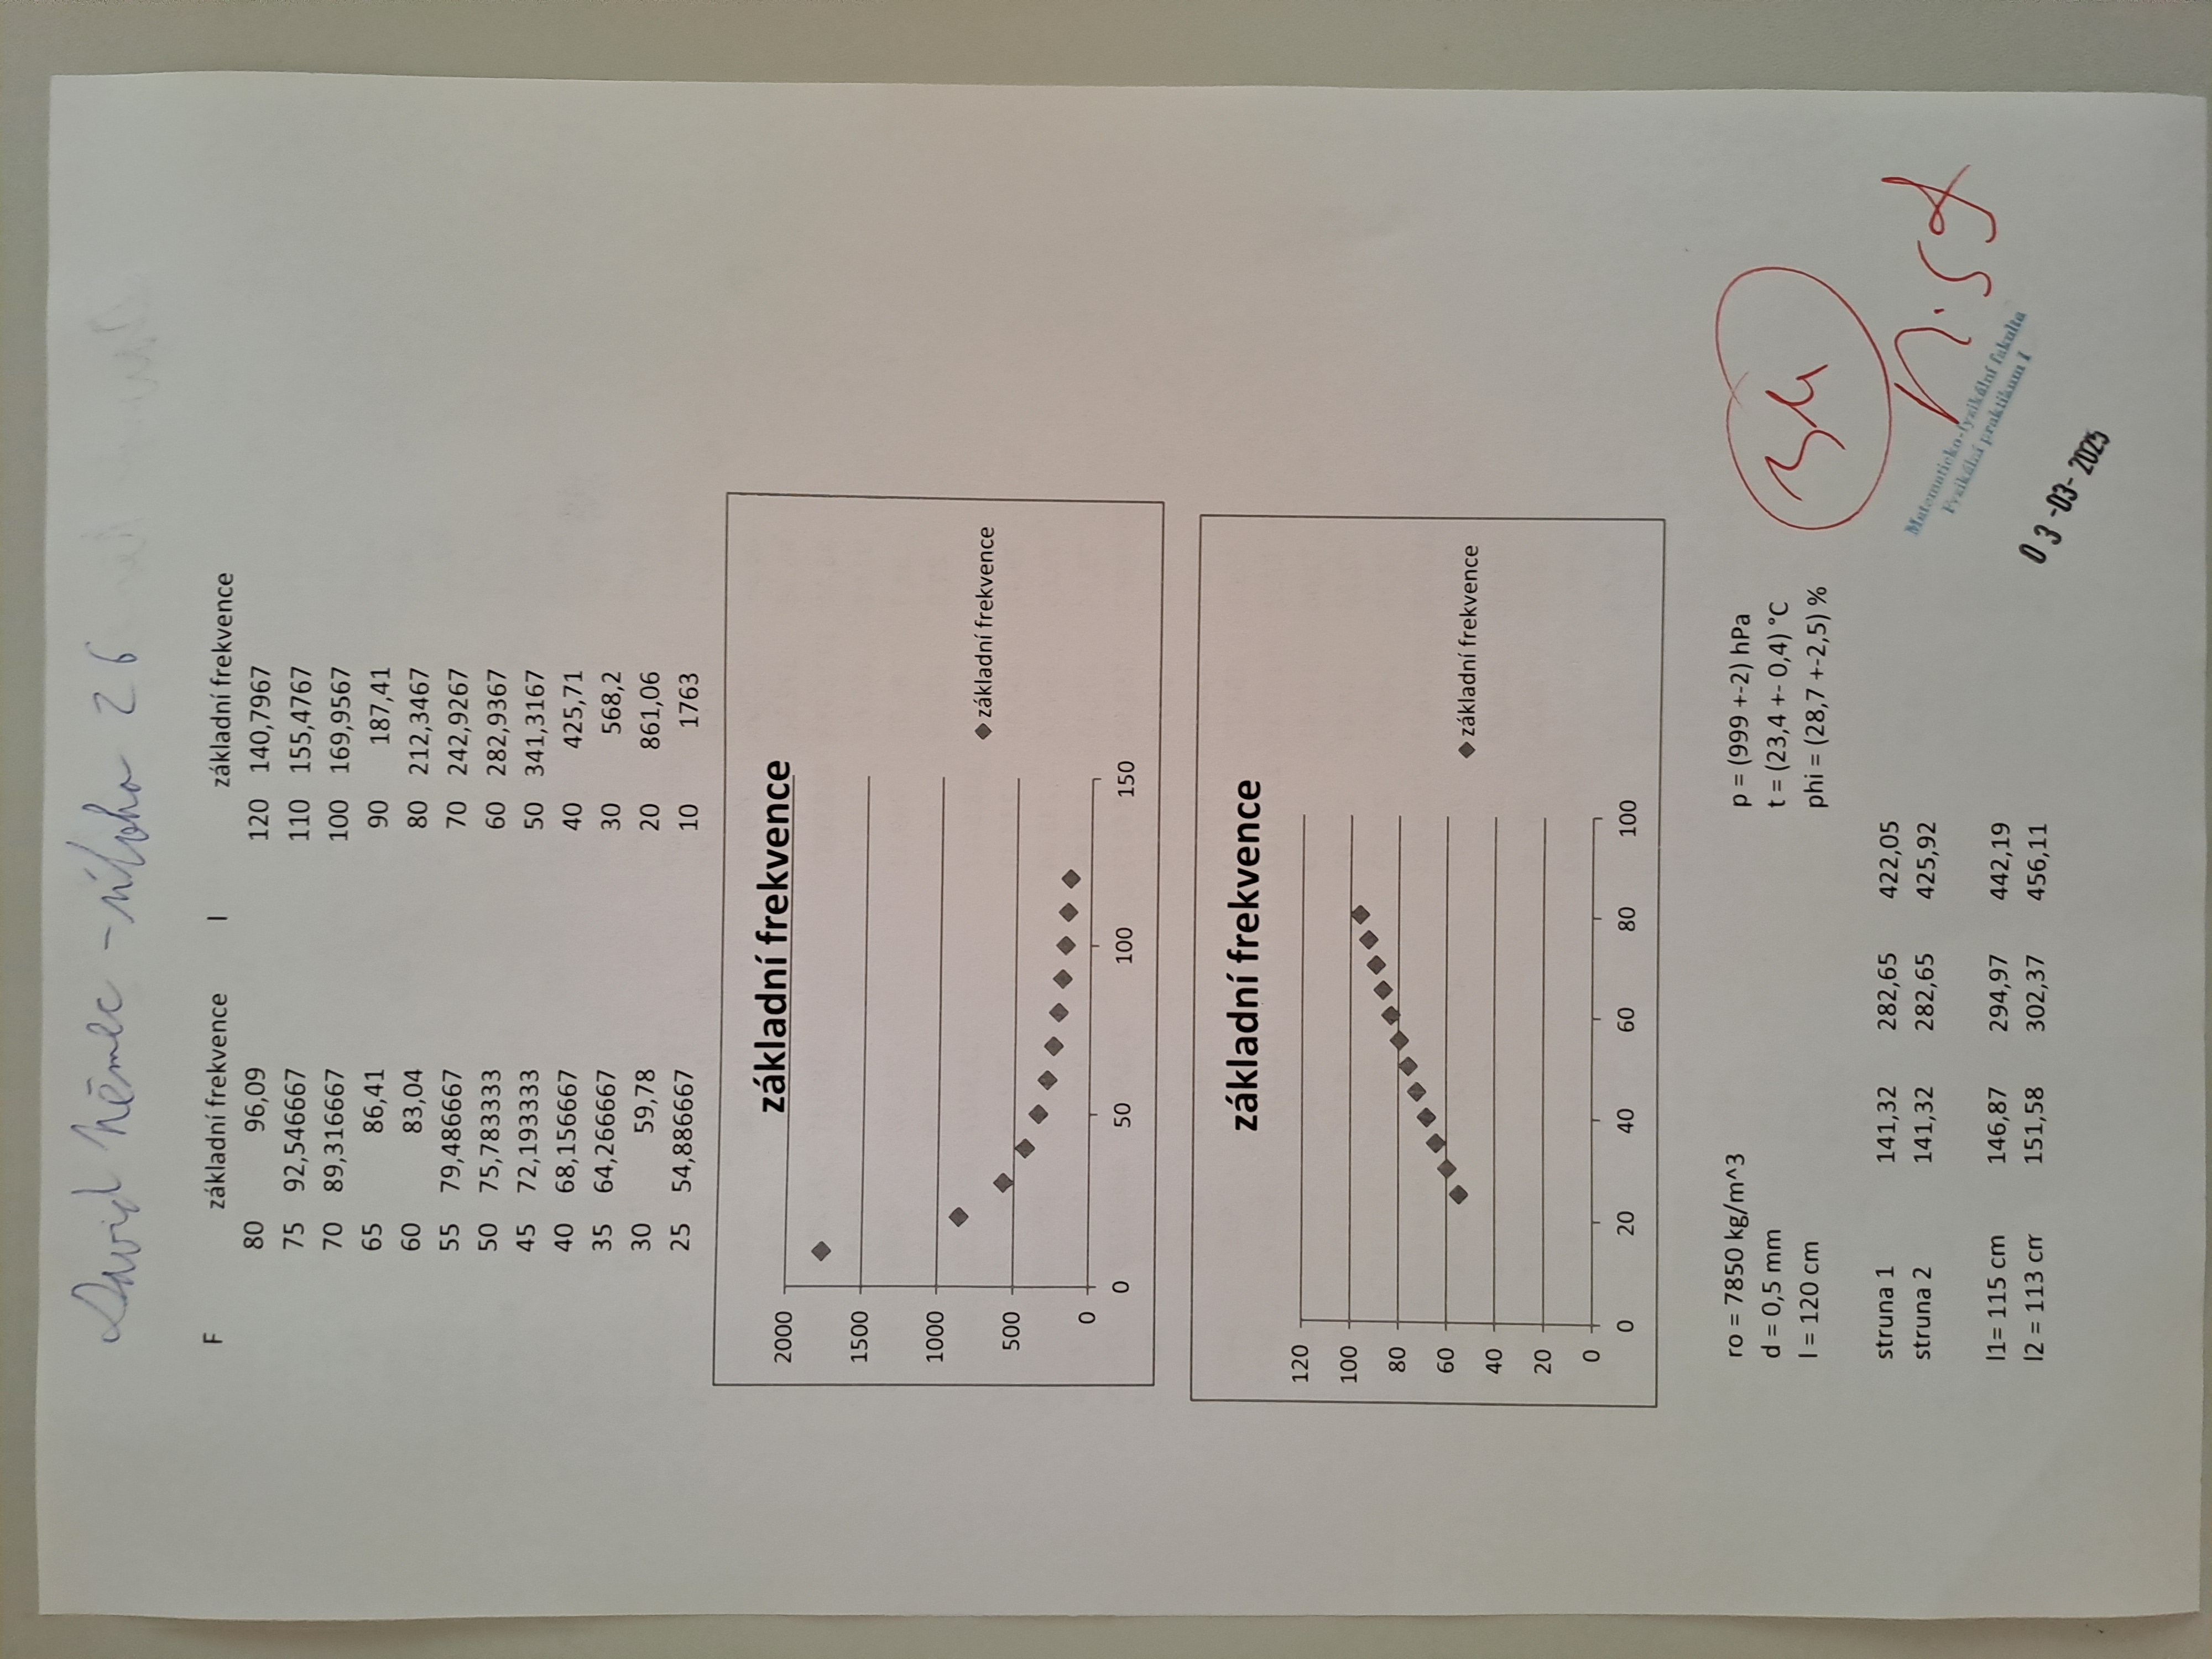 David Němec - úloha 26
F základní frekvence l základní frekvence
80 96,09 120 140,7967
75 92,546667 110 155,4767
70 89,316667 100 169,9567
65 86,41 90 187,41
60 83,04 80 212,3467
55 79,486667 70 242,9267
50 75,783333 60 282,9367
45 72,193333 50 341,3167
40 68,156667 40 425,71
35 64,266667 30 568,2
30 59,78 20 861,06
25 54,886667 10 1763
základní frekvence
2000
1500
1000
500
0
0 50 100 150
základní frekvence
základní frekvence
120
100
80
60
40
20
0
0 20 40 60 80 100
základní frekvence
ro = 7850 kg/m^3
d = 0,5 mm
l = 120 cm
p = (999 +-2) hPa
t = (23,4 +- 0,4) °C
phi = (28,7 +-2,5) %
struna 1 141,32 282,65 422,05
struna 2 141,32 282,65 425,92
l1= 115 cm 146,87 294,97 442,19
l2 = 113 cm 151,58 302,37 456,11
Matematicko-fyzikální fakulta
Fyzikální praktikum I
03-03-2025